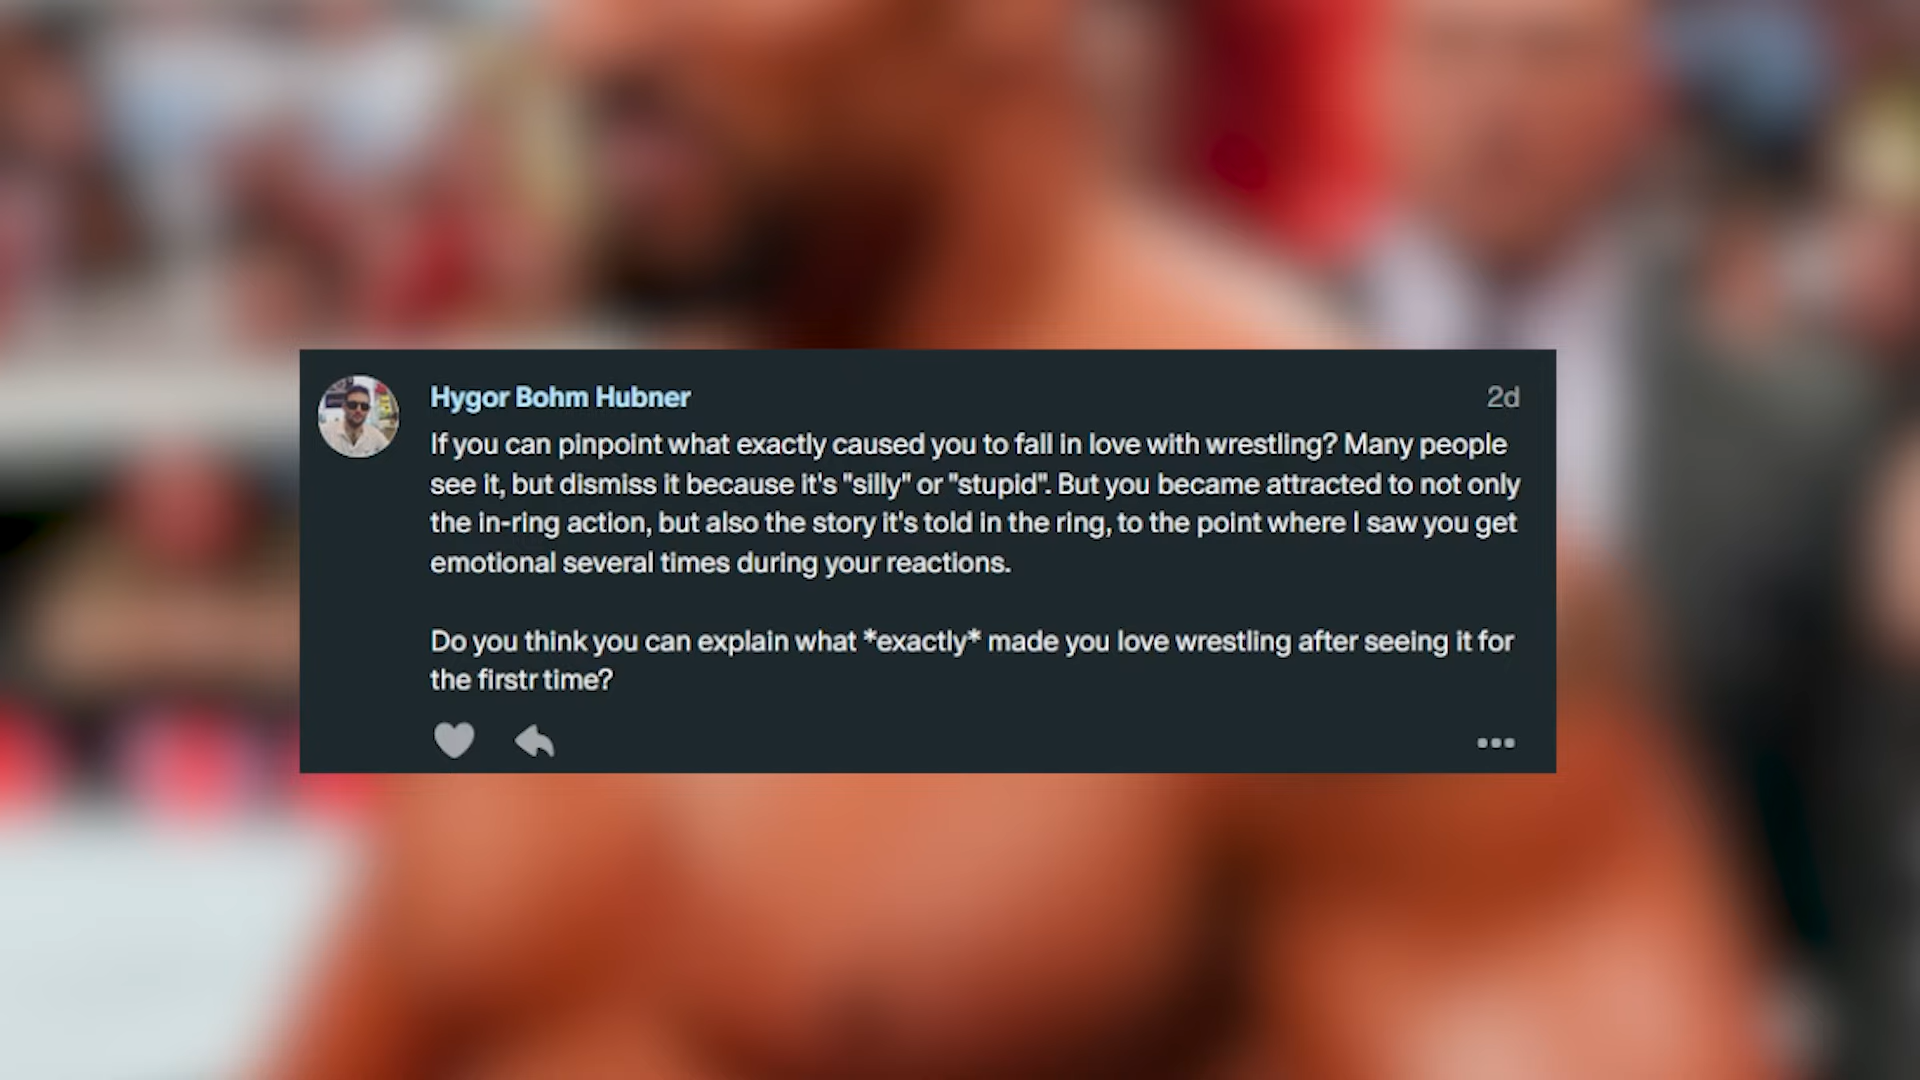 Hygor Bohm Hubner 2d
If you can pinpoint what exactly caused you to fall in love with wrestling? Many people
see it, but dismiss it because it's "silly" or "stupid". But you became attracted to not only
the in-ring action, but also the story it's told in the ring, to the point where I saw you get
emotional several times during your reactions.
Do you think you can explain what *exactly* made you love wrestling after seeing it for
the firstr time?